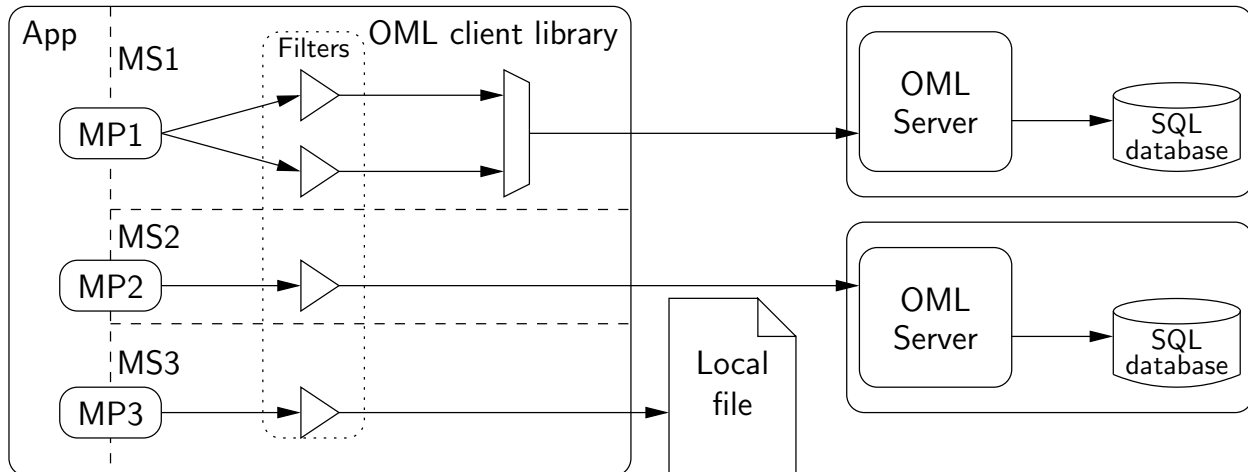 App
MS1
Filters
OML client library
MP1
OML
Server
SQL
database
MS2
MP2
OML
Server
SQL
database
MS3
MP3
Local
file